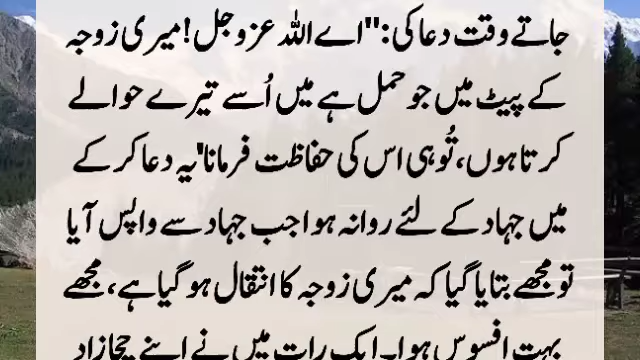 جاتے وقت دعا کی: "اے اللہ عزوجل! میری زوجہ
کے پیٹ میں جو حمل ہے میں اُسے تیرے حوالے
کرتا ہوں، تُو ہی اس کی حفاظت فرمانا' یہ دعا کر کے
میں جہاد کے لئے روانہ ہوا جب جہاد سے واپس آیا
تو مجھے بتایا گیا کہ میری زوجہ کا انتقال ہو گیا ہے، مجھے
بہت افسوس ہوا۔ ایک رات میں نے اپنے چچا زاد